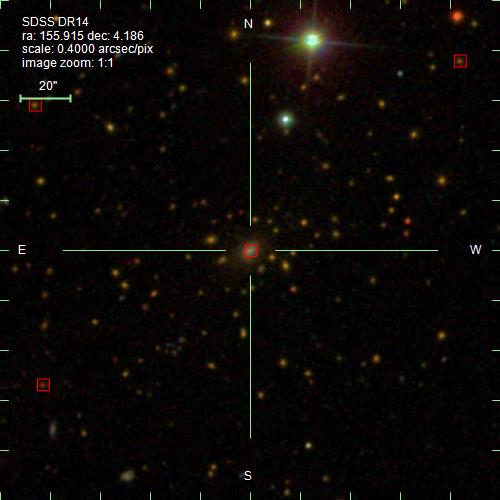 SDSS DR14
ra: 155.915 dec: 4.186
scale: 0.4000 arcsec/pix
image zoom: 1:1
20"
N
E
W
S